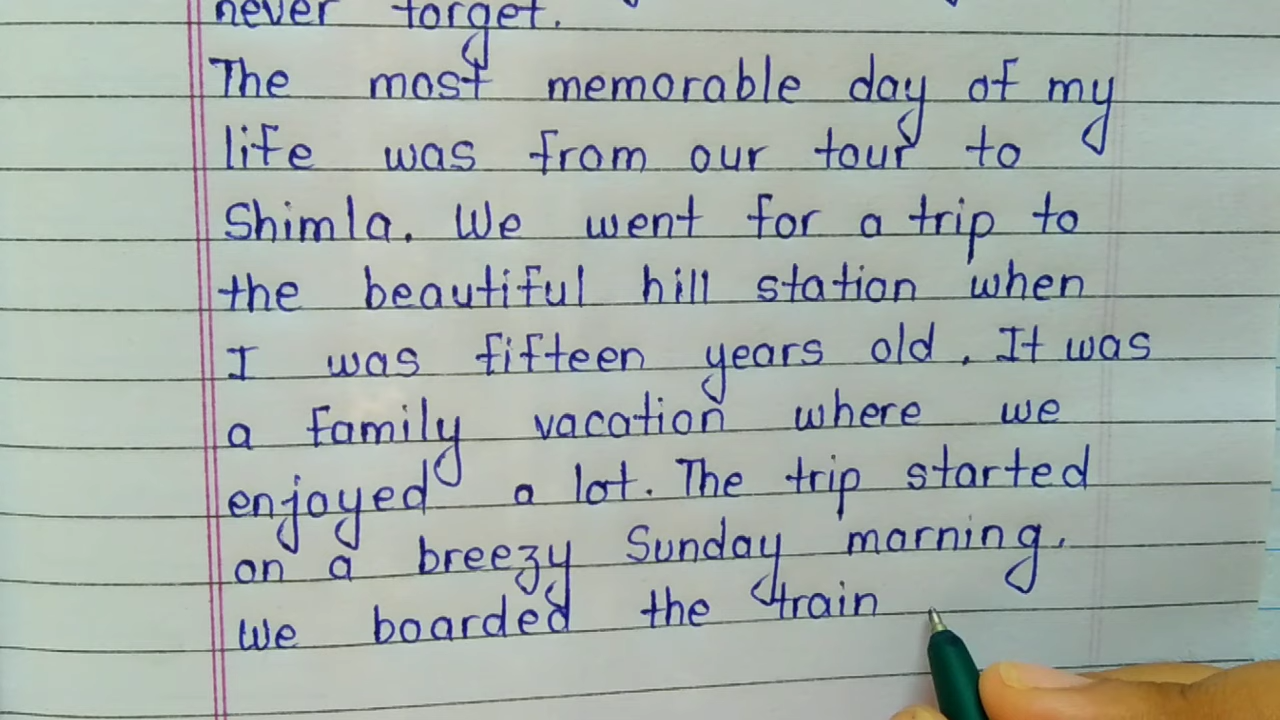 never forget.
The most memorable day of my
life was from our tour to
Shimla. We went for a trip to
the beautiful hill station when
I was fifteen years old. It was
a family vacation where we
enjoyed a lot. The trip started
on a breezy Sunday morning.
We boarded the train